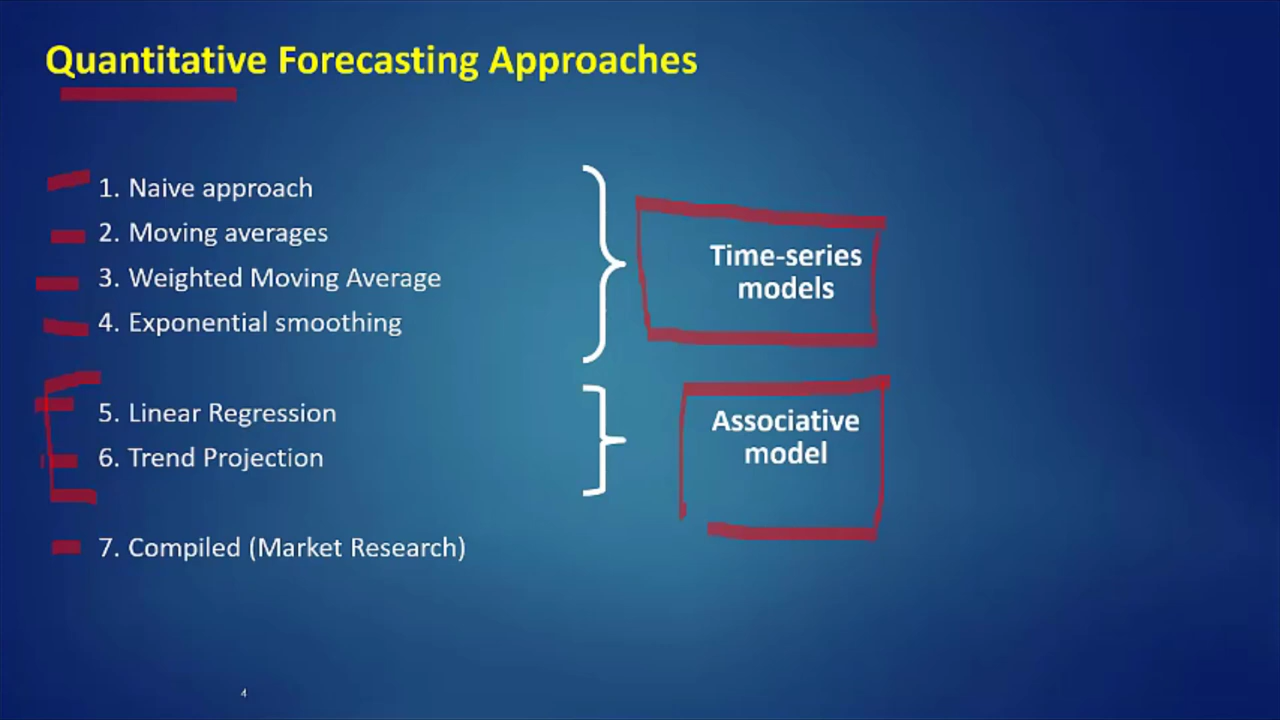 Quantitative Forecasting Approaches
1. Naive approach
2. Moving averages
3. Weighted Moving Average
4. Exponential smoothing
Time-series
models
5. Linear Regression
6. Trend Projection
Associative
model
7. Compiled (Market Research)
4